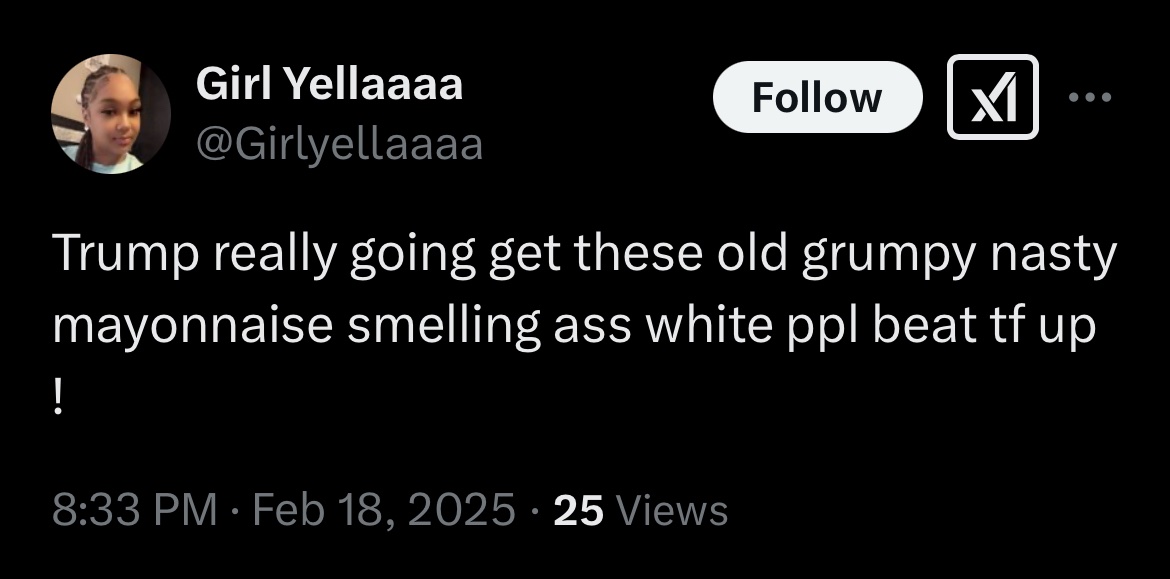 Girl Yellaaaa
@Girlyellaaaa
Follow
Trump really going get these old grumpy nasty
mayonnaise smelling ass white ppl beat tf up
!
8:33 PM · Feb 18, 2025 · 25 Views